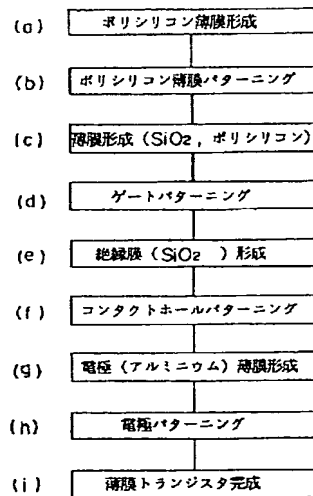 (a) ポリシリコン薄膜形成
(b) ポリシリコン薄膜パターニング
(c) 薄膜形成(SiO2,ポリシリコン)
(d) ゲートパターニング
(e) 絶縁膜(SiO2 )形成
(f) コンタクトホールパターニング
(g)電極(アルミニウム)薄膜形成
(h) 電極パターニング
(i) 薄膜トランジスタ完成